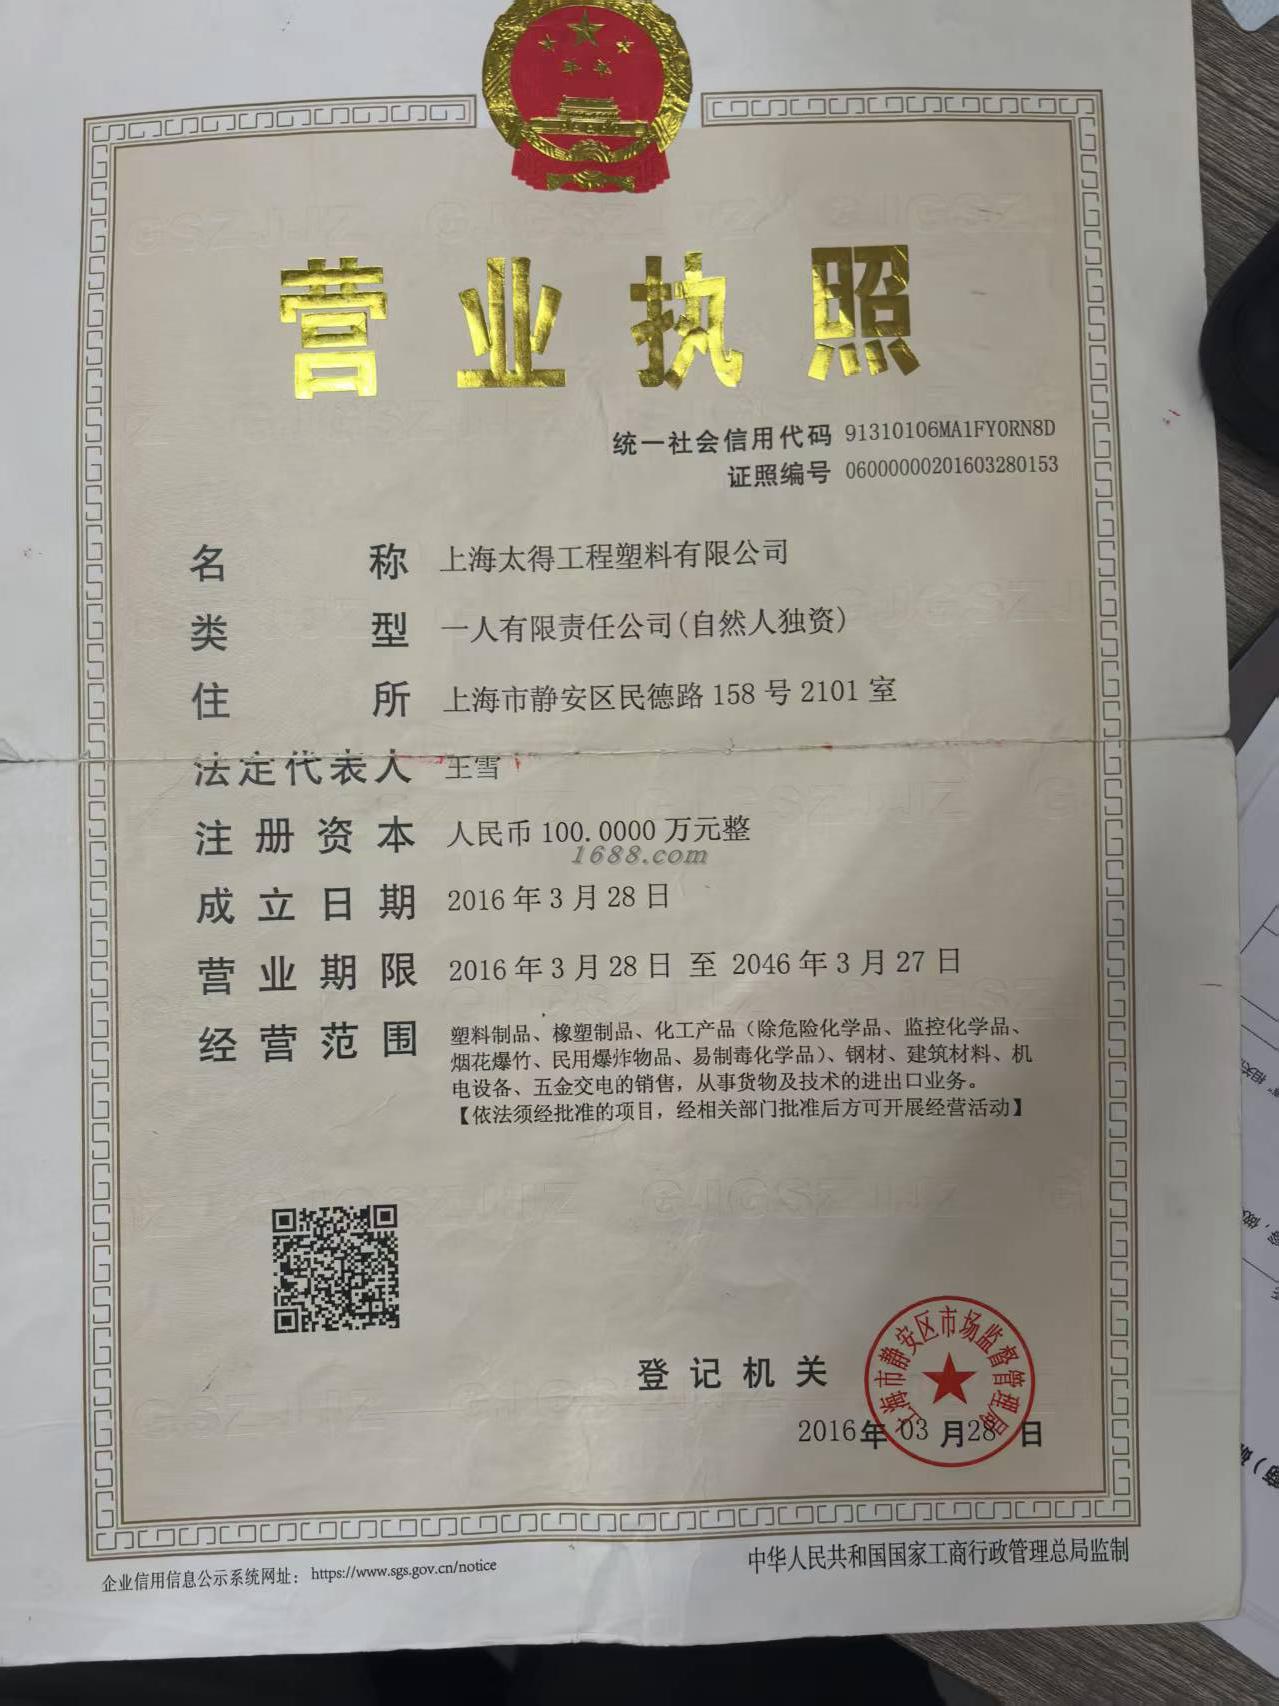 营业执照
统一社会信用代码 91310106MA1FY0RN8D
证照编号 06000000201603280153
名称 上海太得工程塑料有限公司
类型 一人有限责任公司(自然人独资)
住所 上海市静安区民德路158号2101室
法定代表人 王雪
注册资本 人民币100.0000万元整
1688.com
成立日期 2016年3月28日
营业期限 2016年3月28日 至 2046年3月27日
经营范围 塑料制品、橡塑制品、化工产品（除危险化学品、监控化学品、
烟花爆竹、民用爆炸物品、易制毒化学品）、钢材、建筑材料、机
电设备、五金交电的销售，从事货物及技术的进出口业务。
【依法须经批准的项目，经相关部门批准后方可开展经营活动】
登记机关
上海市静安区市场监督管理局
2016年03月28日
企业信用信息公示系统网址： https://www.sgs.gov.cn/notice
中华人民共和国国家工商行政管理总局监制